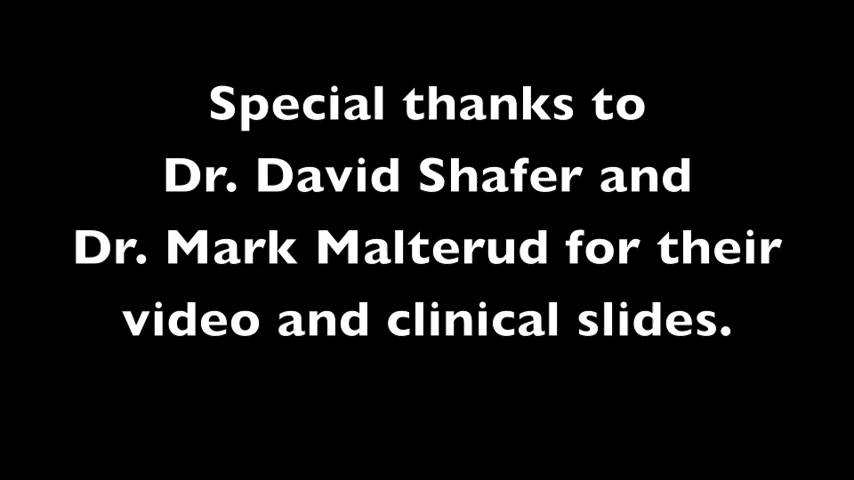 Special thanks to
Dr. David Shafer and
Dr. Mark Malterud for their
video and clinical slides.